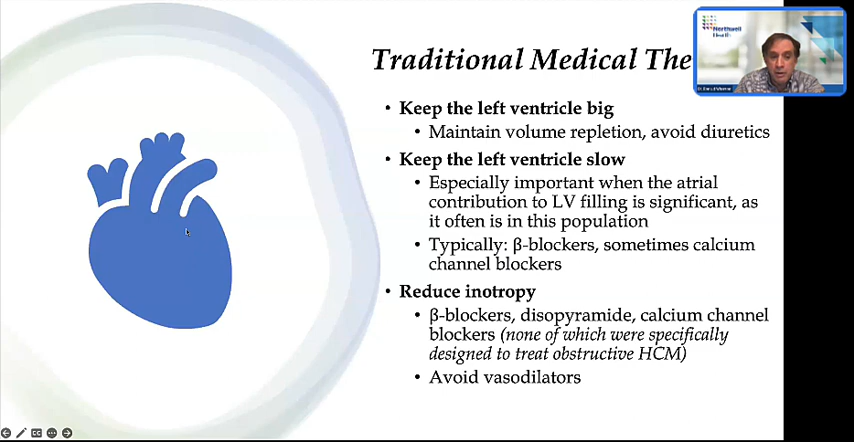 Traditional Medical The
Northwell
Health
• Keep the left ventricle big
• Maintain volume repletion, avoid diuretics
• Keep the left ventricle slow
• Especially important when the atrial
contribution to LV filling is significant, as
it often is in this population
• Typically: β-blockers, sometimes calcium
channel blockers
• Reduce inotropy
• β-blockers, disopyramide, calcium channel
blockers (none of which were specifically
designed to treat obstructive HCM)
• Avoid vasodilators
CC